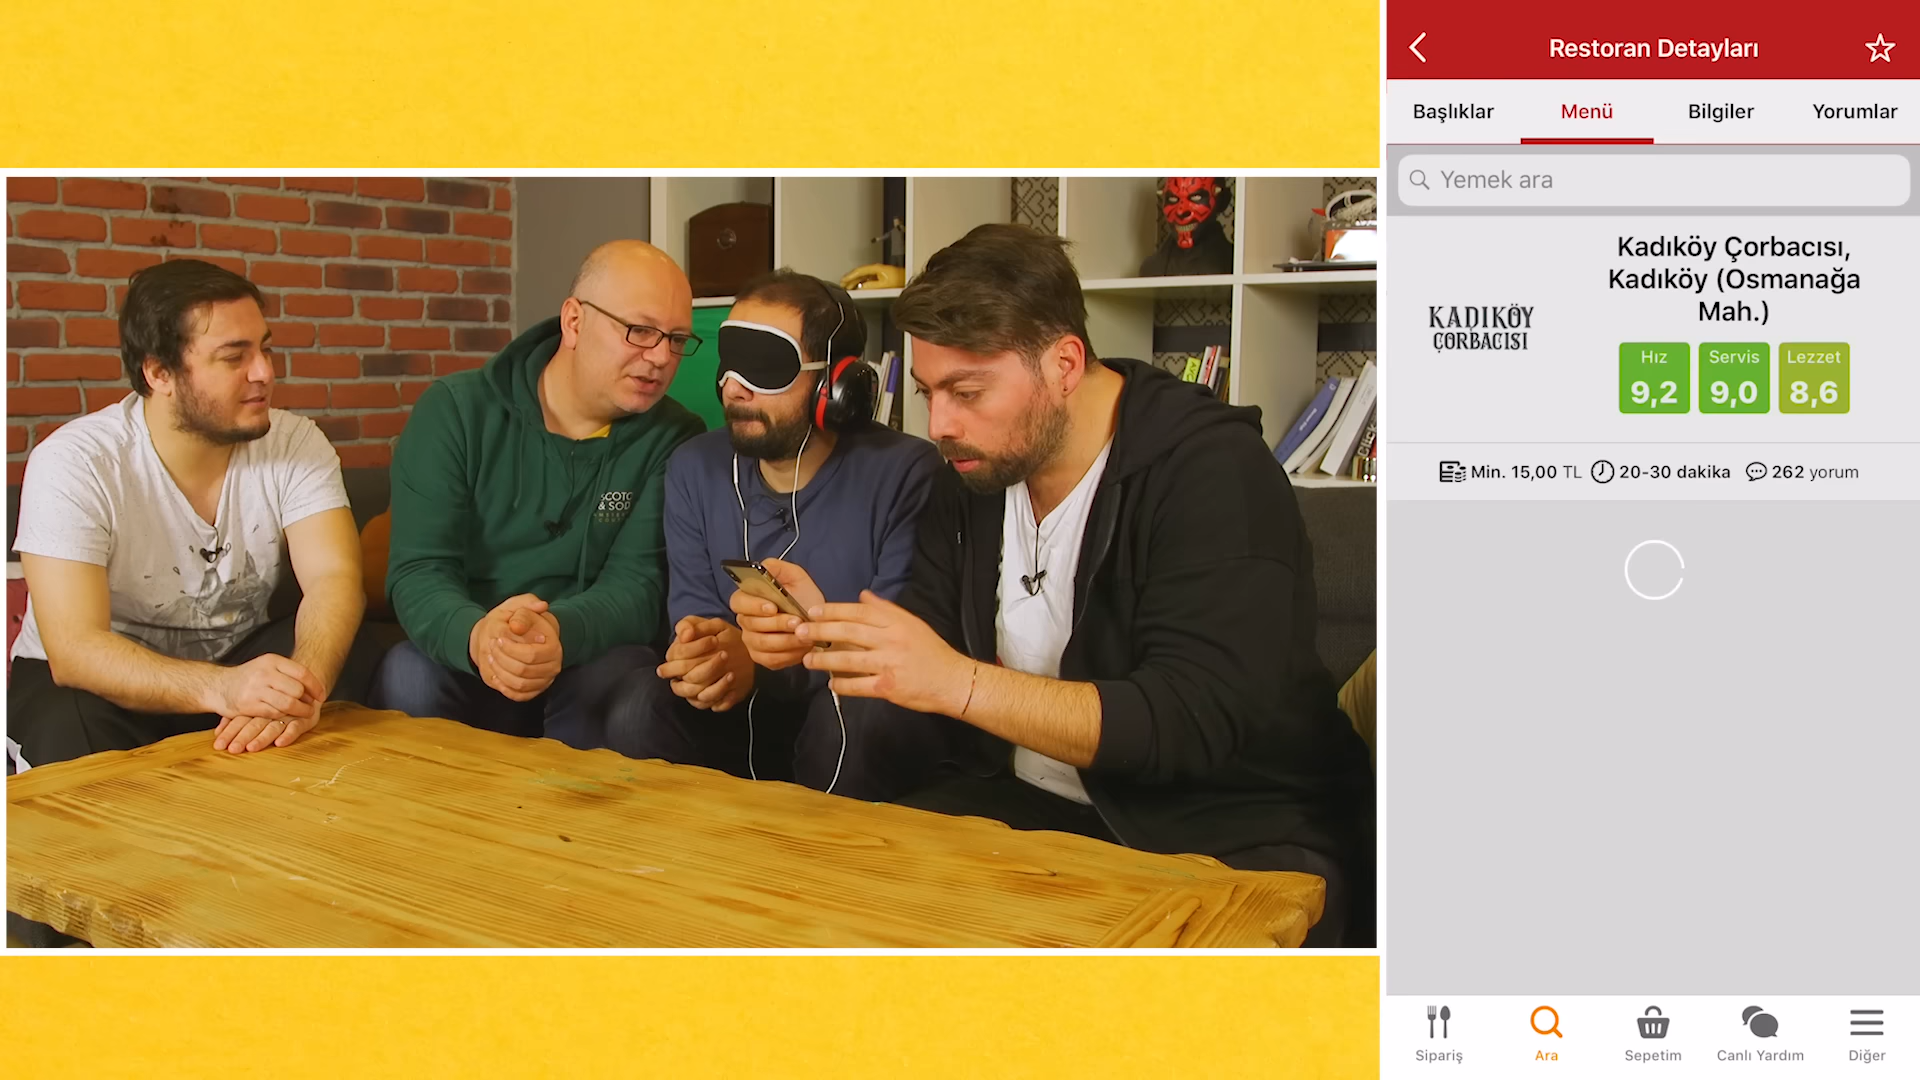 Restoran Detayları
Başlıklar Menü Bilgiler Yorumlar
Yemek ara
KADIKÖY
ÇORBACISI
Kadıköy Çorbacısı,
Kadıköy (Osmanağa
Mah.)
Hız Servis Lezzet
9,2 9,0 8,6
Min. 15,00 TL 20-30 dakika 262 yorum
Sipariş Ara Sepetim Canlı Yardım Diğer
SCOTC
& SOD